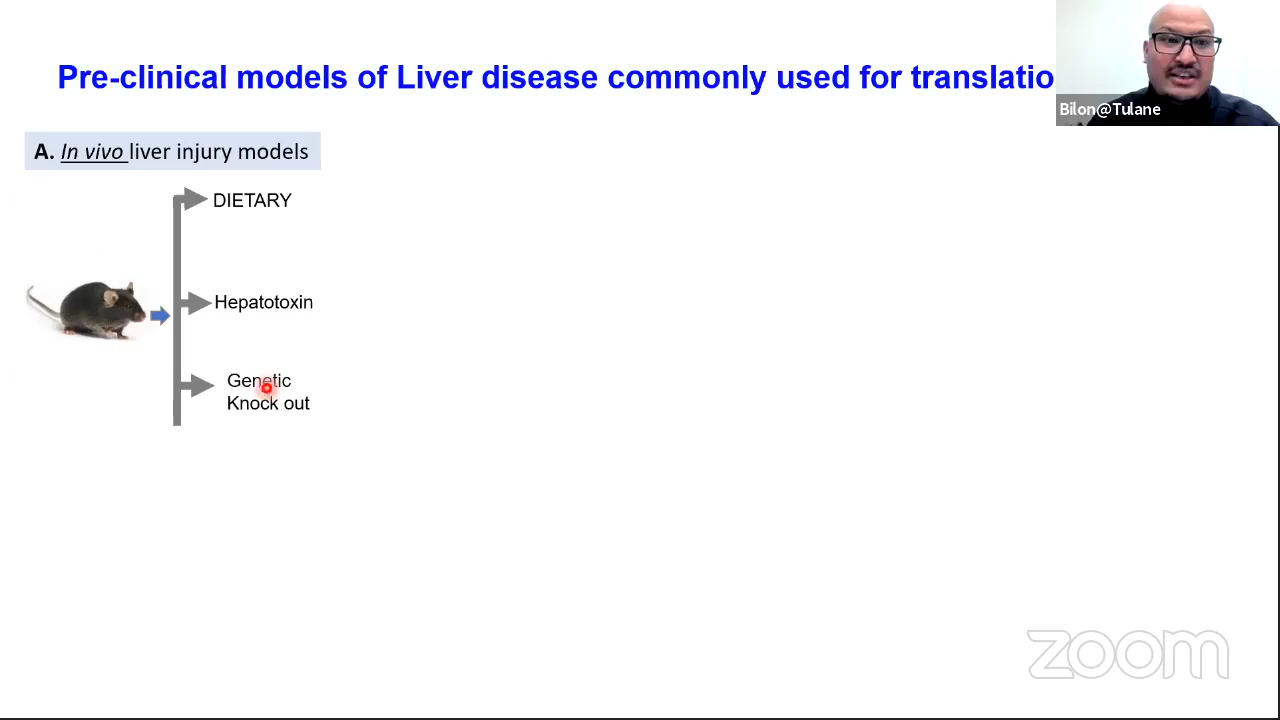 Pre-clinical models of Liver disease commonly used for translatio
Bilon@Tulane
A. In vivo liver injury models
DIETARY
Hepatotoxin
Genetic
Knock out
zoom